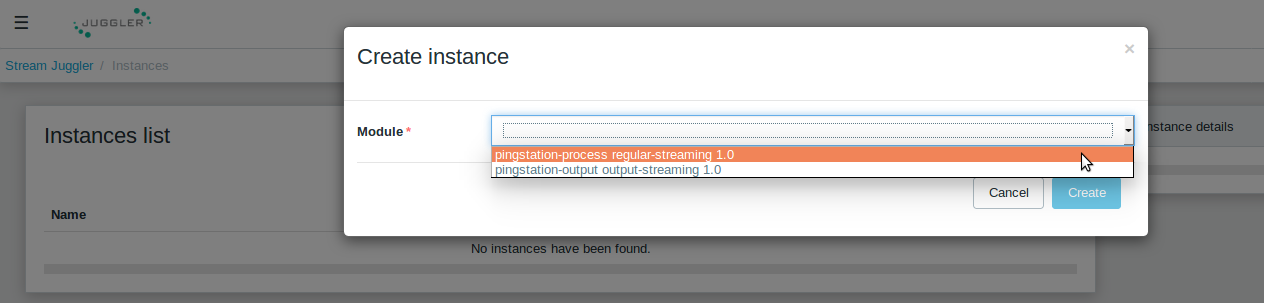 ☰ JUGGLER
Stream Juggler / Instances
Create instance ×
Module *
pingstation-process regular-streaming 1.0
pingstation-output output-streaming 1.0
Cancel Create
Instances list
Name
No instances have been found.
nstance details